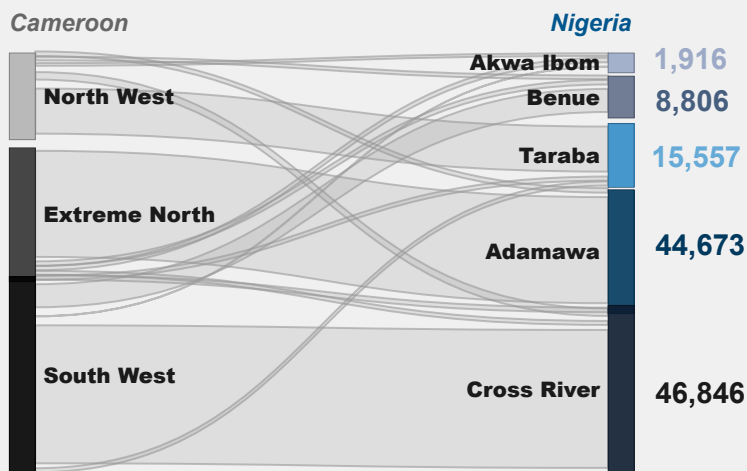 Cameroon
Nigeria
Akwa Ibom 1,916
North West
Benue 8,806
Taraba 15,557
Extreme North
Adamawa 44,673
South West
Cross River 46,846